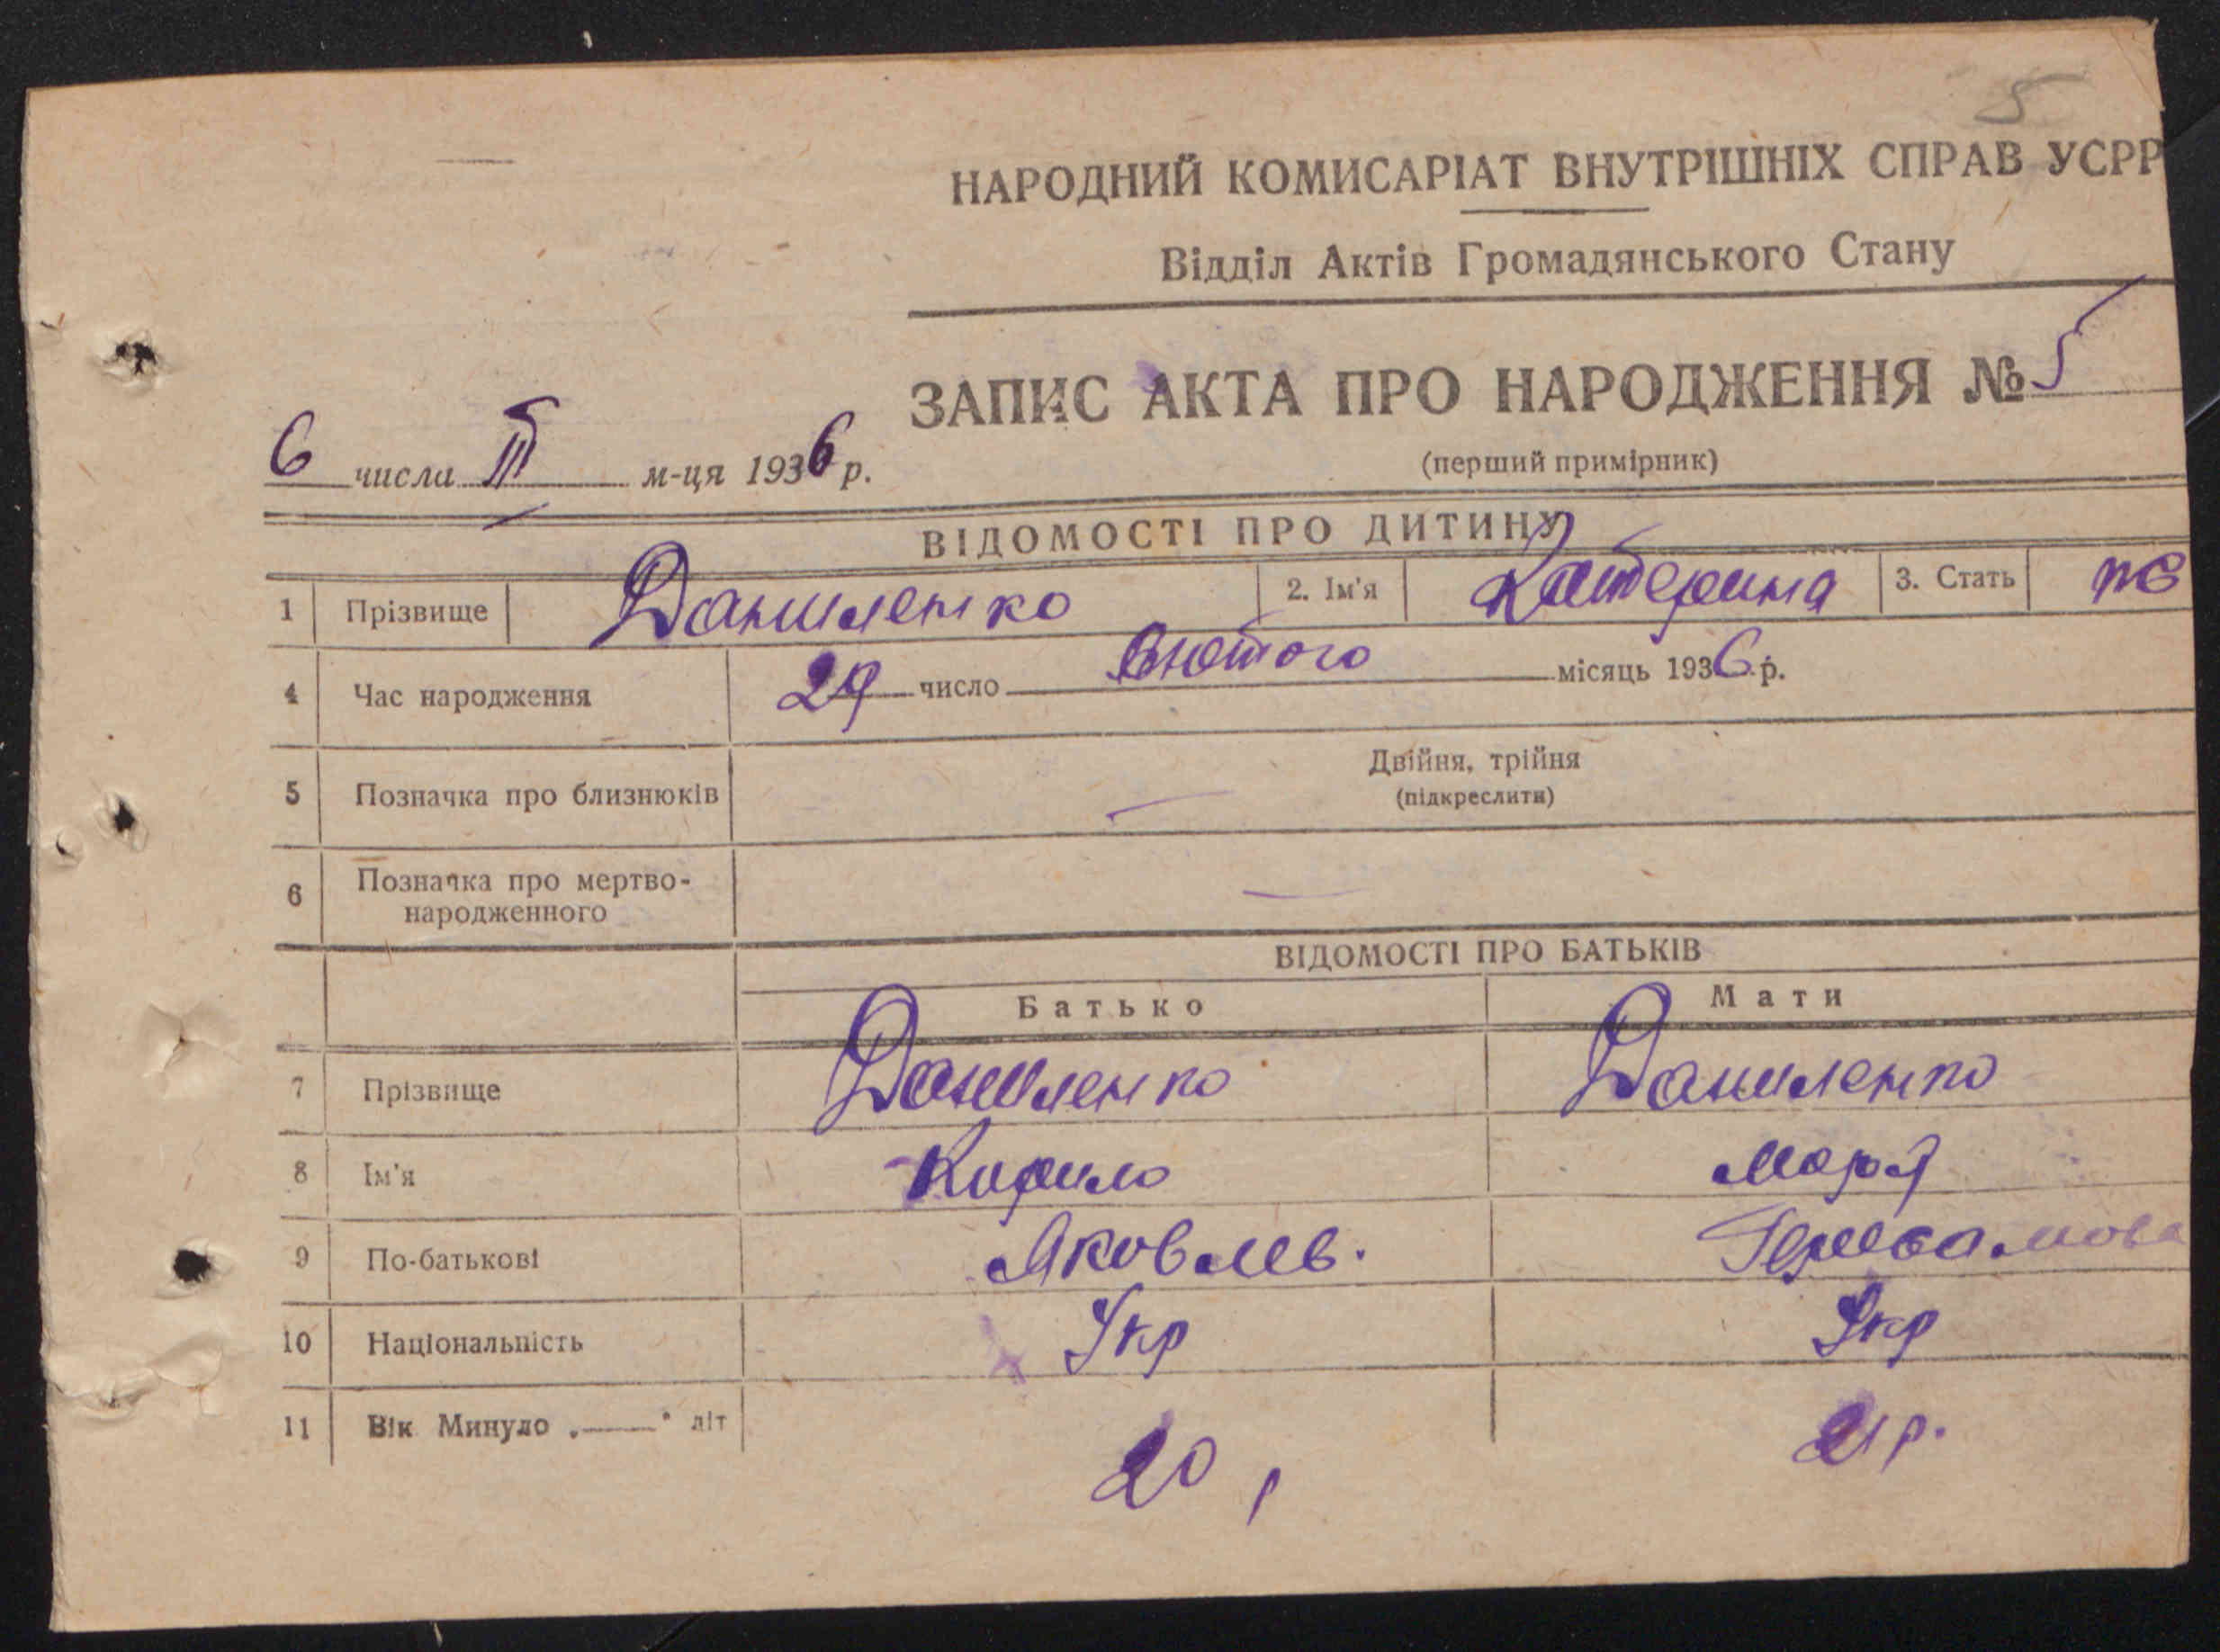 5
НАРОДНИЙ КОМИСАРІАТ ВНУТРІШНІХ СПРАВ УСРР
Відділ Актів Громадянського Стану
ЗАПИС АКТА ПРО НАРОДЖЕННЯ № 5
(перший примірник)
6 числа III м-ця 1936 р.
ВІДОМОСТІ ПРО ДИТИНУ
1 Прізвище Даниленко 2. Ім'я Катерина 3. Стать ж
4 Час народження 29 число лютого місяць 1936 р.
5 Позначка про близнюків Двійня, трійня
(підкреслити)
6 Позначка про мертво-
народженного
ВІДОМОСТІ ПРО БАТЬКІВ
Батько Мати
7 Прізвище Даниленко Даниленко
8 Ім'я Кирило Марія
9 По-батькові Яковлев.
10 Національність Укр Укр
11 Вік Минуло „——" літ 20 р 21 р.